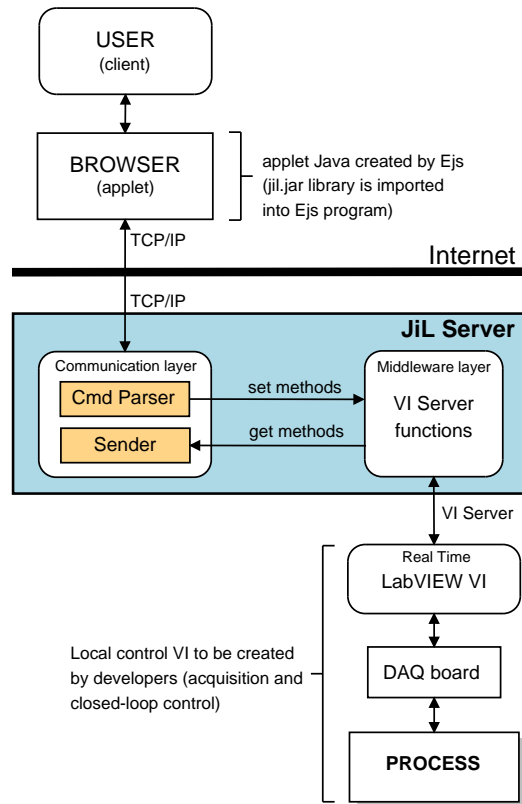 USER
(client)
BROWSER
(applet)
applet Java created by Ejs
(jil.jar library is imported
into Ejs program)
TCP/IP
Internet
TCP/IP
JiL Server
Communication layer
Cmd Parser
Sender
set methods
get methods
Middleware layer
VI Server
functions
VI Server
Real Time
LabVIEW VI
Local control VI to be created
by developers (acquisition and
closed-loop control)
DAQ board
PROCESS